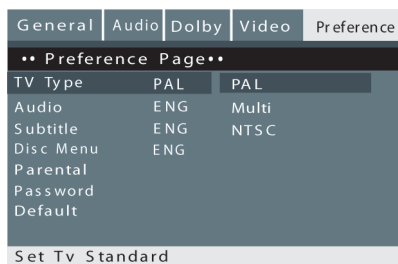 General Audio Dolby Video Preference
•• Preference Page••
TV Type PAL PAL
Audio ENG Multi
Subtitle ENG NTSC
Disc Menu ENG
Parental
Password
Default
Set Tv Standard